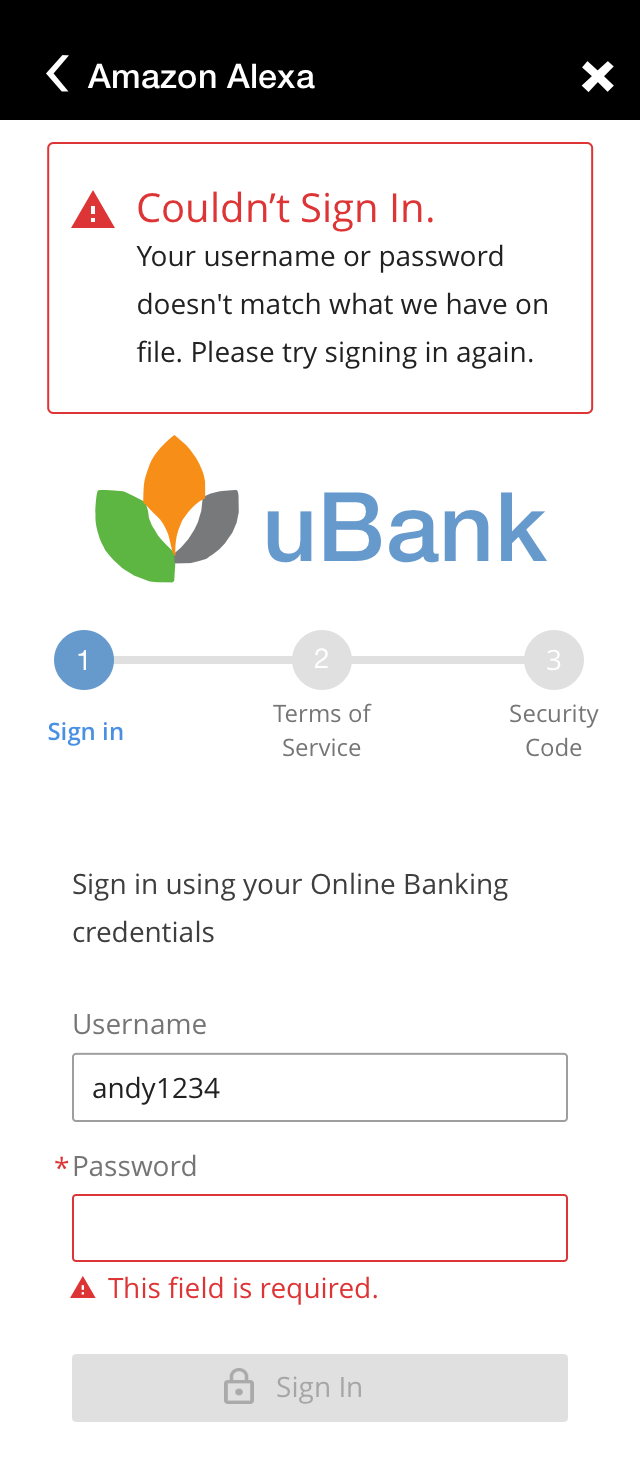 Amazon Alexa
Couldn’t Sign In.
Your username or password
doesn't match what we have on
file. Please try signing in again.
uBank
1
2
3
Sign in
Terms of
Service
Security
Code
Sign in using your Online Banking
credentials
Username
andy1234
*Password
This field is required.
Sign In